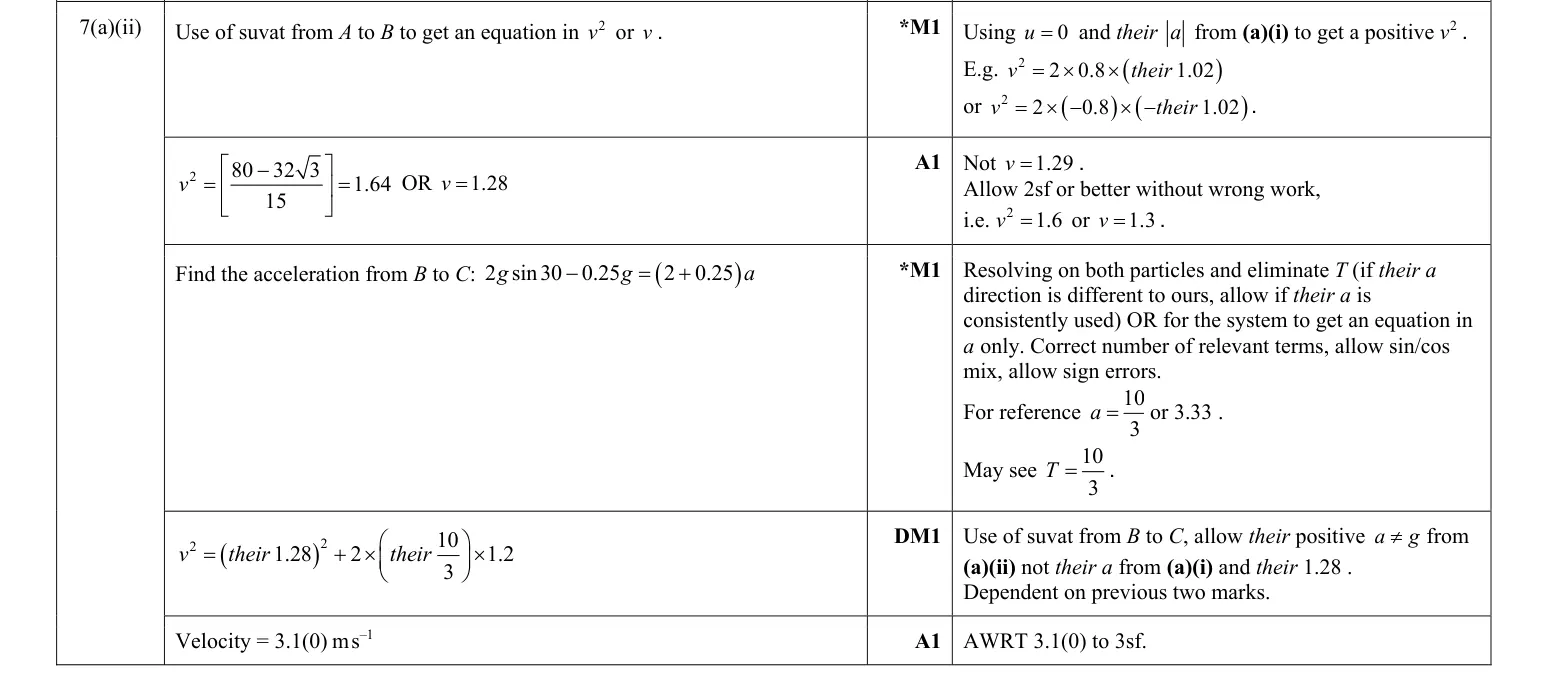 7(a)(ii)
Use of suvat from A to B to get an equation in v² or v .
*M1
Using u = 0 and their |a| from (a)(i) to get a positive v² .
E.g. v² = 2×0.8×(their 1.02)
or v² = 2×(−0.8)×(−their 1.02).
v² = [(80 − 32√3)/15] = 1.64 OR v = 1.28
A1
Not v = 1.29 .
Allow 2sf or better without wrong work,
i.e. v² = 1.6 or v = 1.3 .
Find the acceleration from B to C: 2g sin 30 − 0.25g = (2 + 0.25)a
*M1
Resolving on both particles and eliminate T (if their a
direction is different to ours, allow if their a is
consistently used) OR for the system to get an equation in
a only. Correct number of relevant terms, allow sin/cos
mix, allow sign errors.
For reference a = 10/3 or 3.33 .
May see T = 10/3 .
v² = (their 1.28)² + 2×(their 10/3)×1.2
DM1
Use of suvat from B to C, allow their positive a ≠ g from
(a)(ii) not their a from (a)(i) and their 1.28 .
Dependent on previous two marks.
Velocity = 3.1(0) m s⁻¹
A1
AWRT 3.1(0) to 3sf.